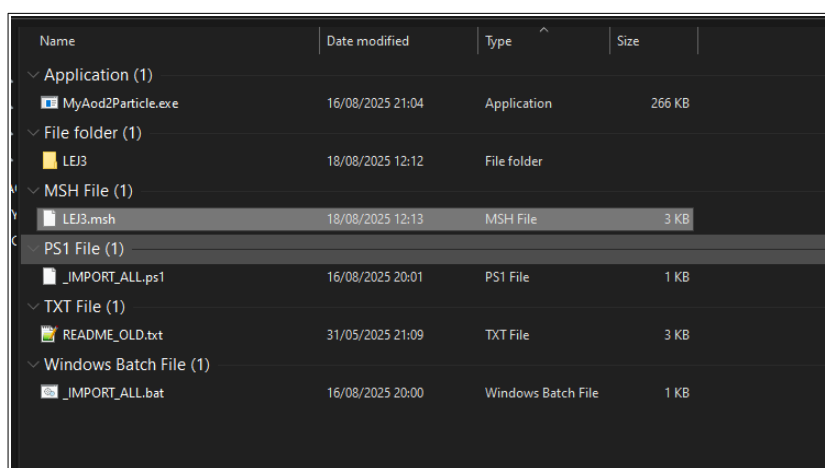 Name Date modified Type Size
Application (1)
MyAod2Particle.exe 16/08/2025 21:04 Application 266 KB
File folder (1)
LEJ3 18/08/2025 12:12 File folder
MSH File (1)
LEJ3.msh 18/08/2025 12:13 MSH File 3 KB
PS1 File (1)
_IMPORT_ALL.ps1 16/08/2025 20:01 PS1 File 1 KB
TXT File (1)
README_OLD.txt 31/05/2025 21:09 TXT File 3 KB
Windows Batch File (1)
_IMPORT_ALL.bat 16/08/2025 20:00 Windows Batch File 1 KB